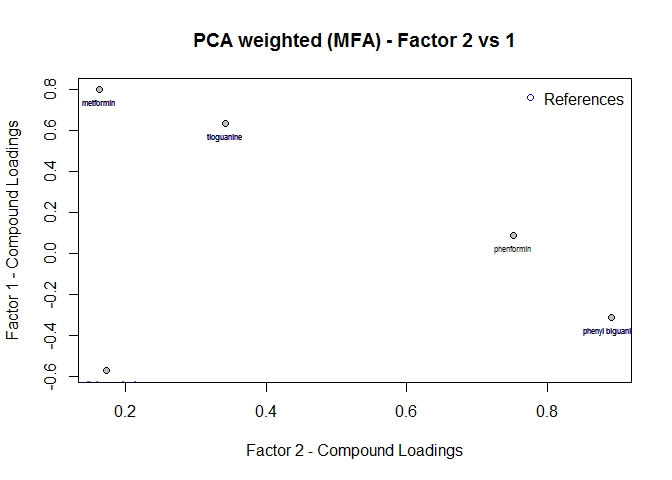 PCA weighted (MFA) - Factor 2 vs 1
Factor 1 - Compound Loadings
0.8
0.6
0.4
0.2
0.0
-0.2
-0.4
-0.6
References
metformin
tioguanine
phenformin
phenyl biguani
0.2
0.4
0.6
0.8
Factor 2 - Compound Loadings